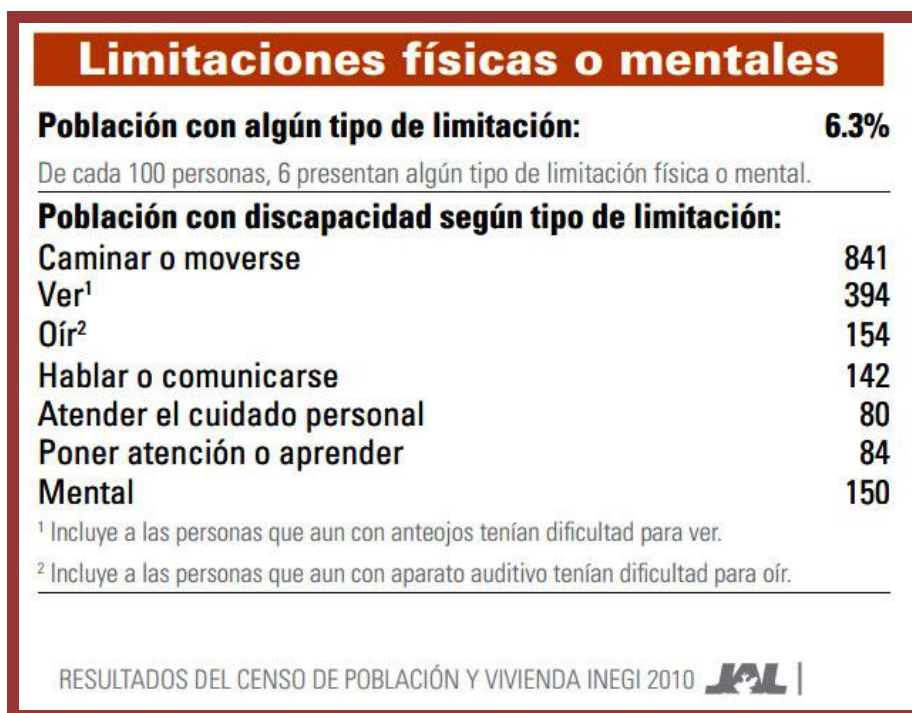 Limitaciones físicas o mentales
Población con algún tipo de limitación: 6.3%
De cada 100 personas, 6 presentan algún tipo de limitación física o mental.
Población con discapacidad según tipo de limitación:
Caminar o moverse 841
Ver¹ 394
Oír² 154
Hablar o comunicarse 142
Atender el cuidado personal 80
Poner atención o aprender 84
Mental 150
¹ Incluye a las personas que aun con anteojos tenían dificultad para ver.
² Incluye a las personas que aun con aparato auditivo tenían dificultad para oír.
RESULTADOS DEL CENSO DE POBLACIÓN Y VIVIENDA INEGI 2010 JAL